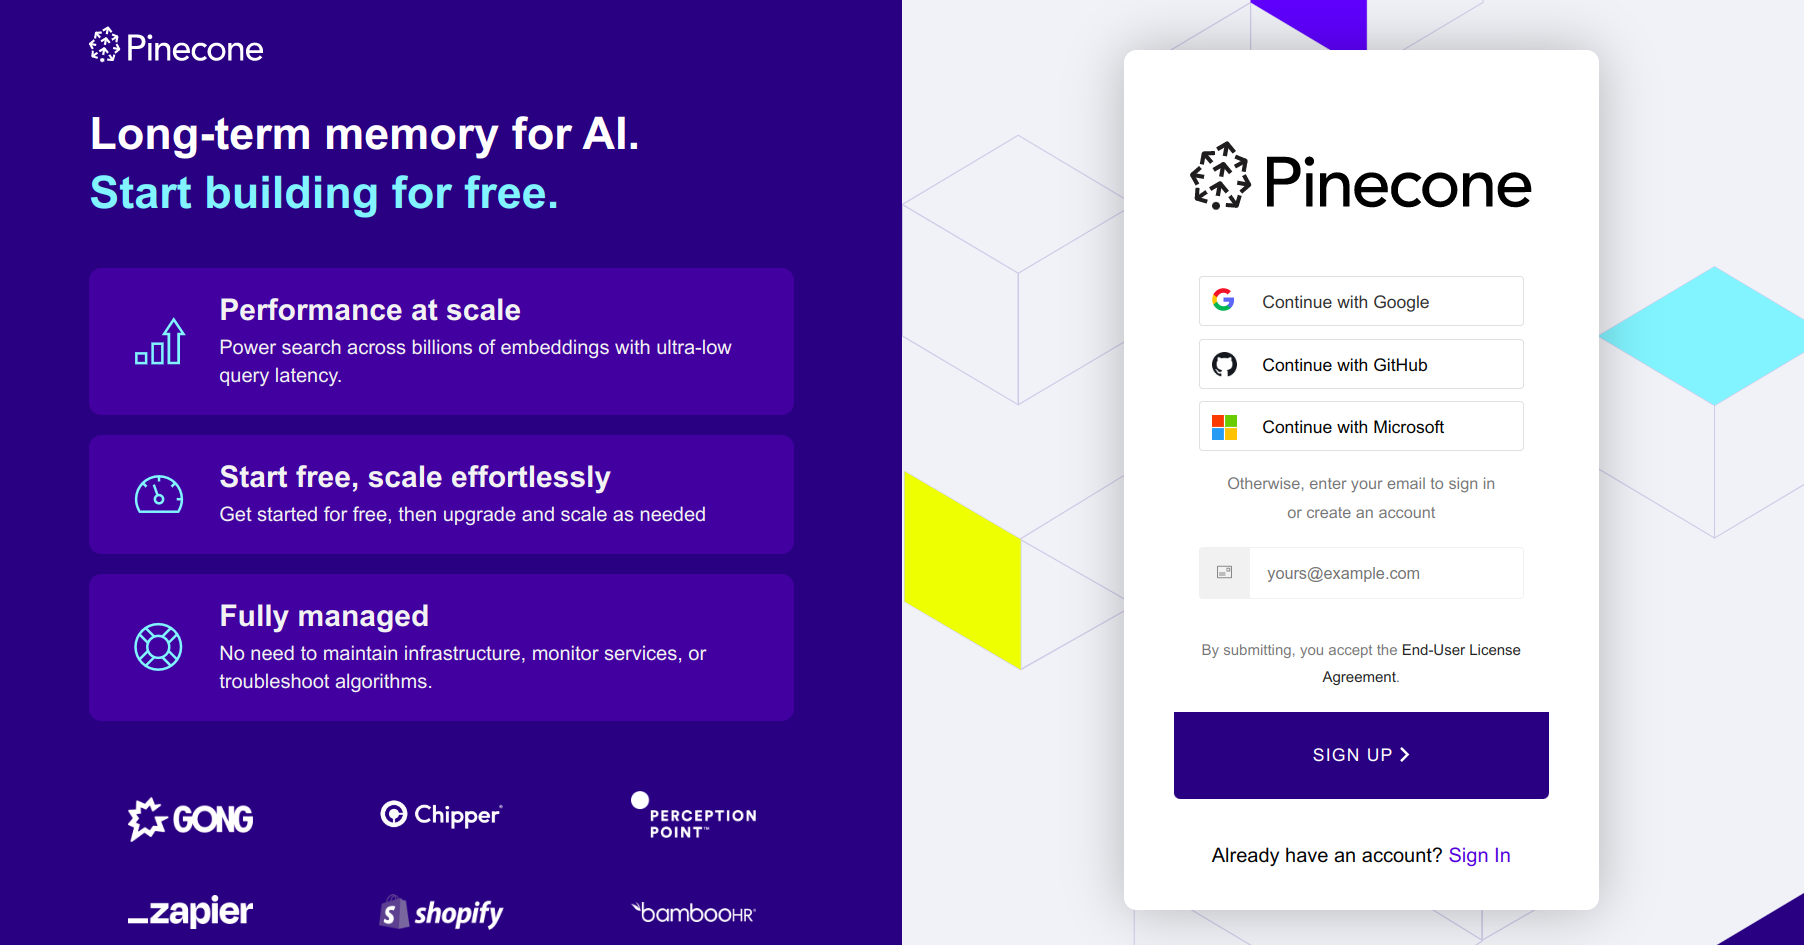 Pinecone
Long-term memory for AI.
Start building for free.
Performance at scale
Power search across billions of embeddings with ultra-low
query latency.
Start free, scale effortlessly
Get started for free, then upgrade and scale as needed
Fully managed
No need to maintain infrastructure, monitor services, or
troubleshoot algorithms.
GONG
Chipper
PERCEPTION
POINT™
_zapier
shopify
bambooHR
Pinecone
Continue with Google
Continue with GitHub
Continue with Microsoft
Otherwise, enter your email to sign in
or create an account
yours@example.com
By submitting, you accept the End-User License
Agreement.
SIGN UP
Already have an account? Sign In